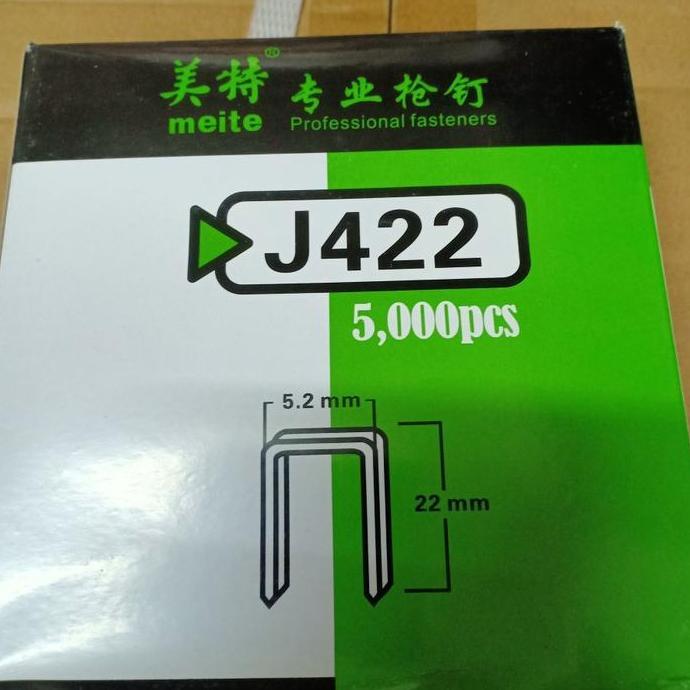 美特® 专业枪钉
meite Professional fasteners
J422
5,000pcs
5.2 mm
22 mm